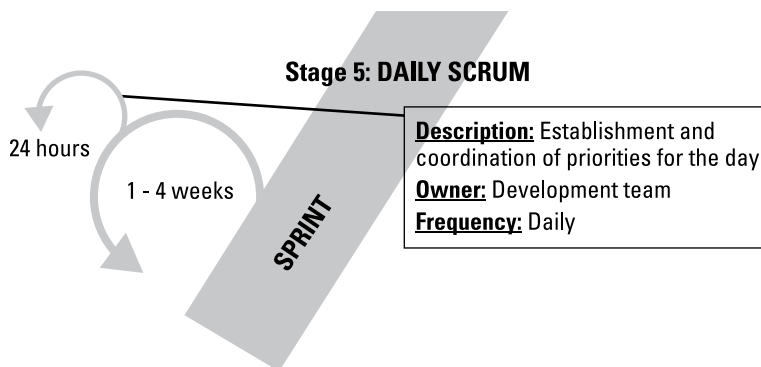 Stage 5: DAILY SCRUM
24 hours
1 - 4 weeks
SPRINT
Description: Establishment and
coordination of priorities for the day
Owner: Development team
Frequency: Daily